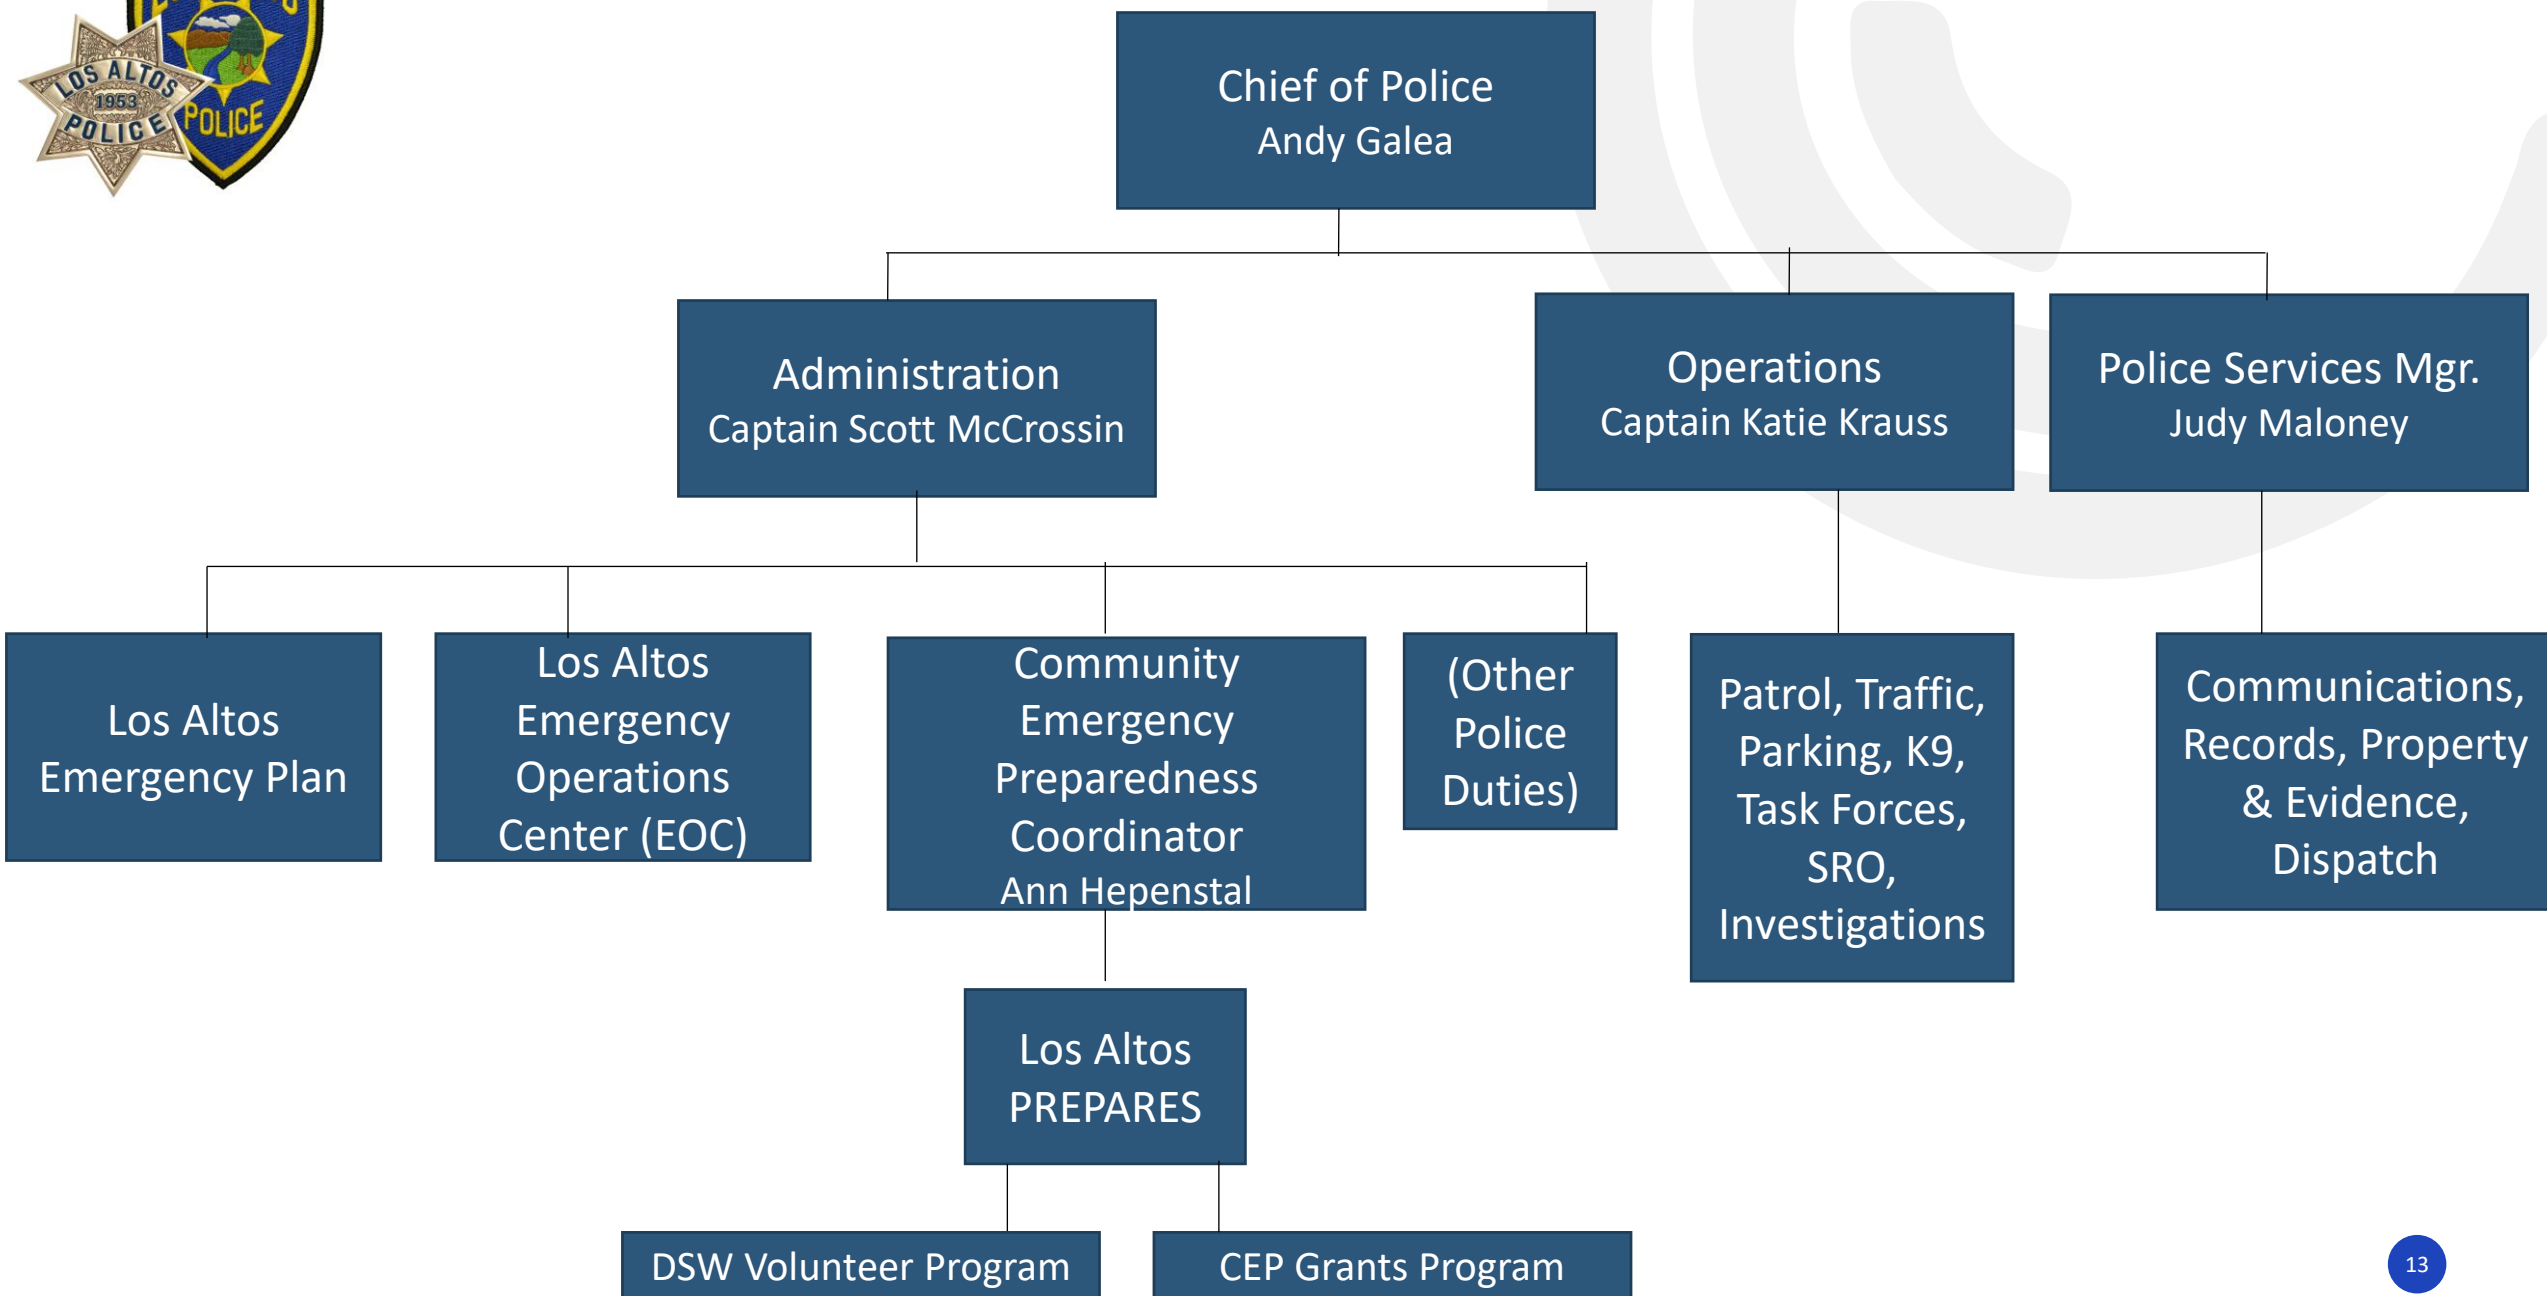 LOS ALTOS
1953
POLICE
POLICE
Chief of Police
Andy Galea
Administration
Captain Scott McCrossin
Operations
Captain Katie Krauss
Police Services Mgr.
Judy Maloney
Los Altos
Emergency Plan
Los Altos
Emergency
Operations
Center (EOC)
Community
Emergency
Preparedness
Coordinator
Ann Hepenstal
(Other
Police
Duties)
Patrol, Traffic,
Parking, K9,
Task Forces,
SRO,
Investigations
Communications,
Records, Property
& Evidence,
Dispatch
Los Altos
PREPARES
DSW Volunteer Program
CEP Grants Program
13